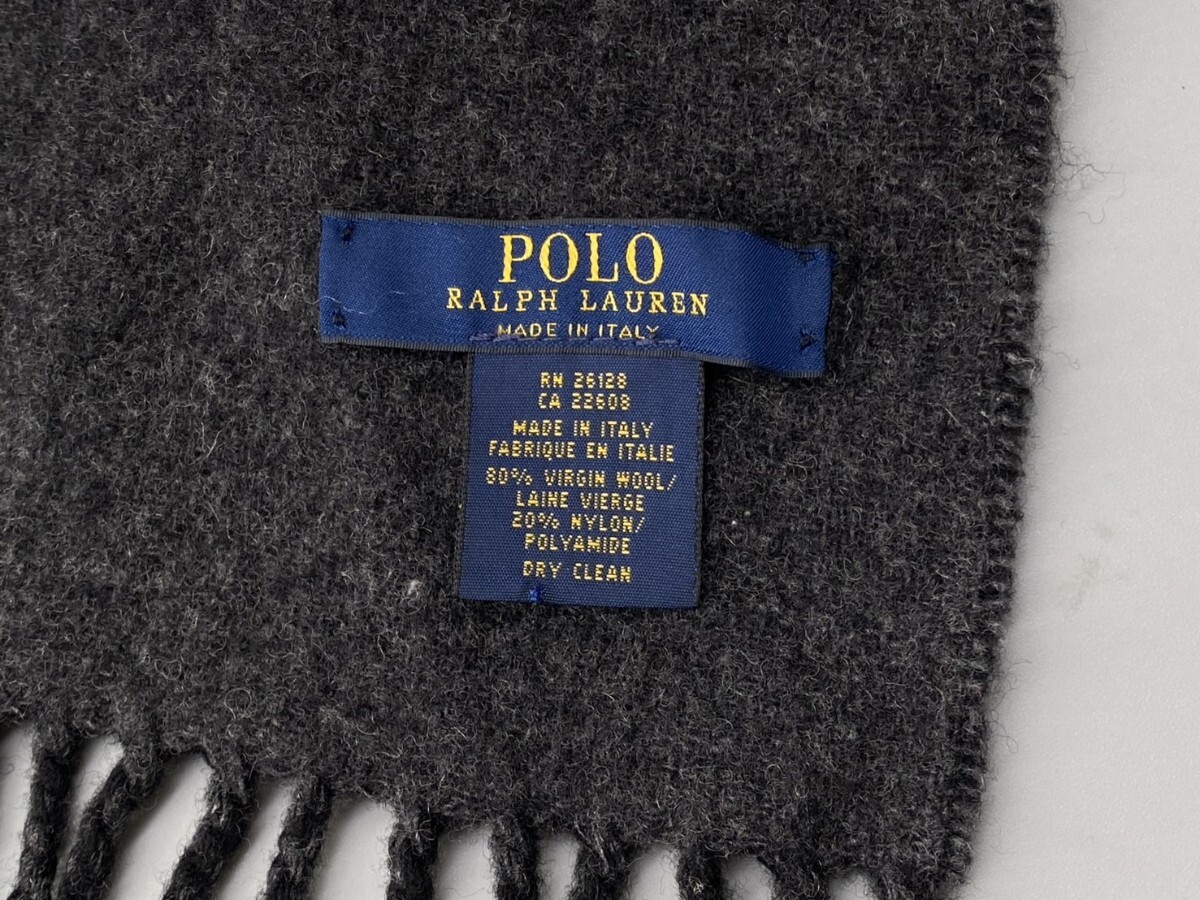 POLO
RALPH LAUREN
MADE IN ITALY
RN 26128
CA 22608
MADE IN ITALY
FABRIQUE EN ITALIE
80% VIRGIN WOOL/
LAINE VIERGE
20% NYLON/
POLYAMIDE
DRY CLEAN